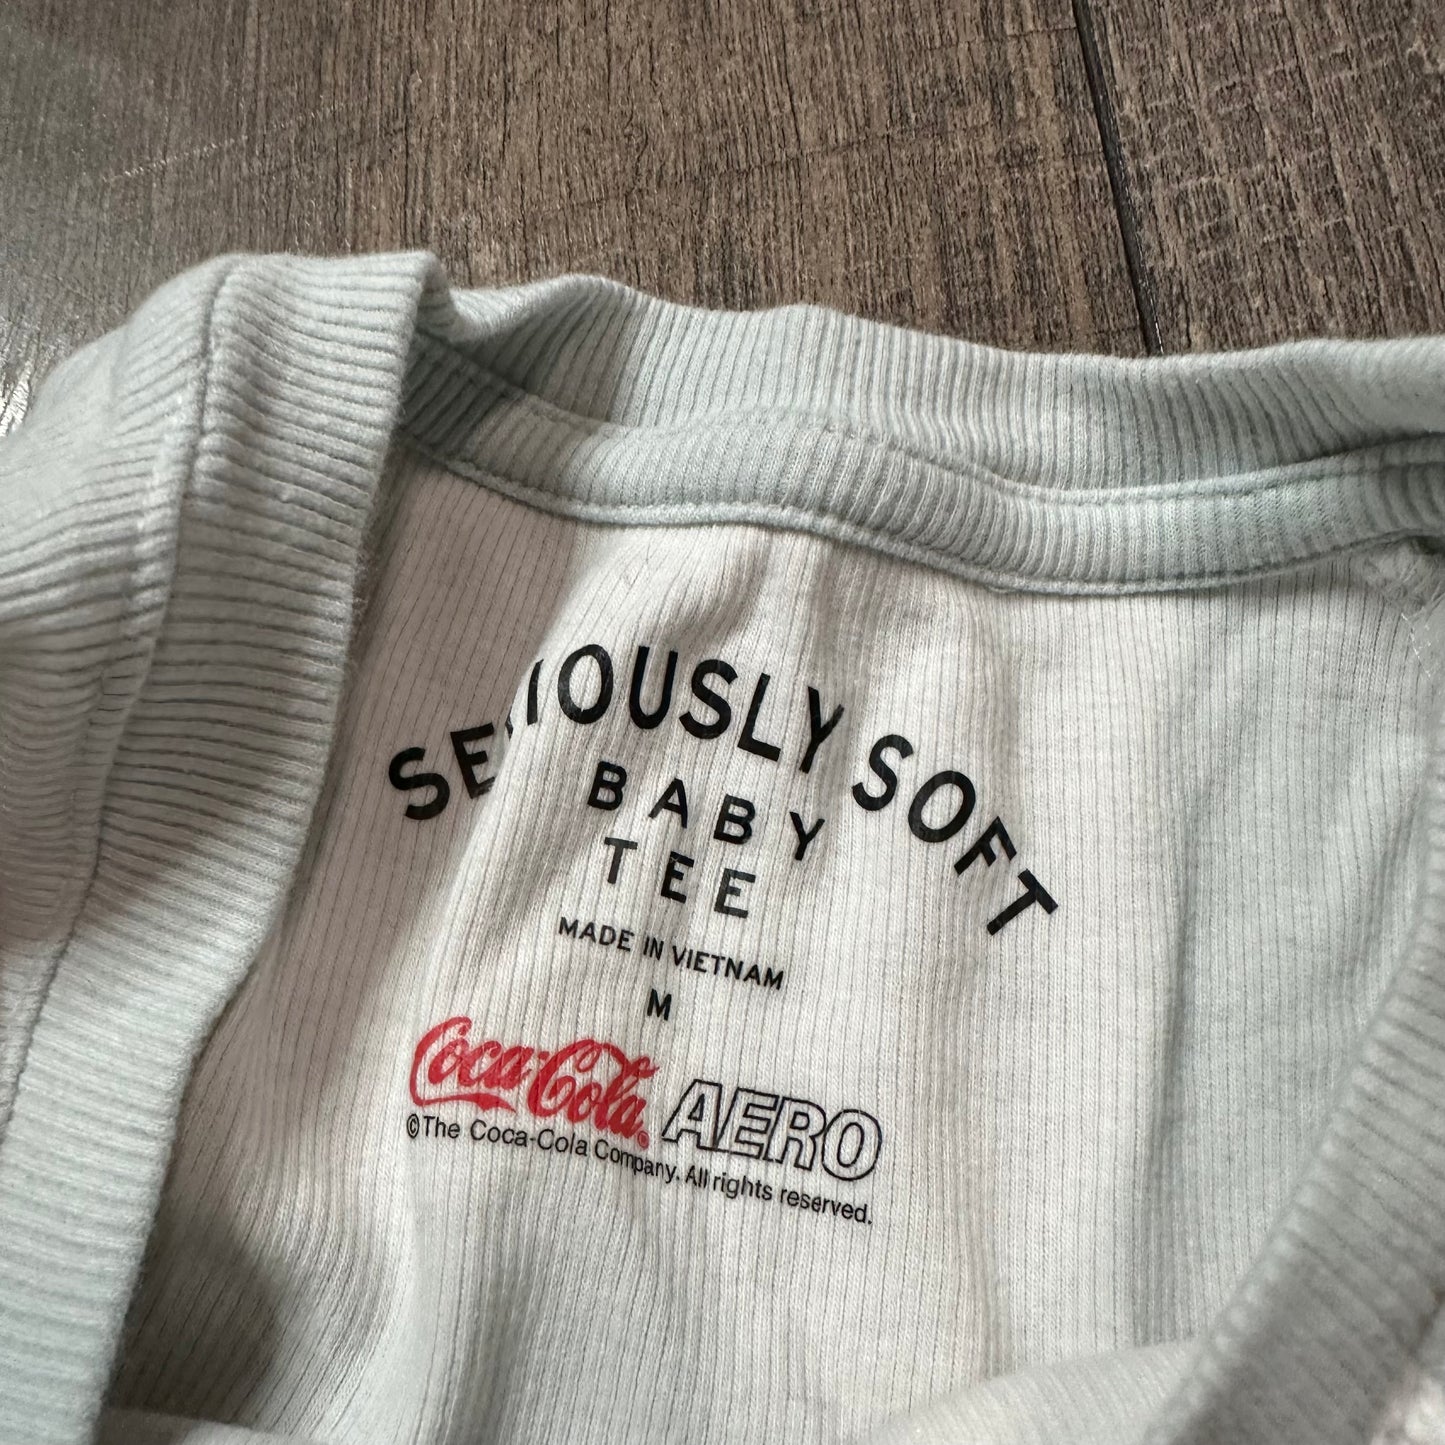 SERIOUSLY SOFT
BABY
TEE
MADE IN VIETNAM
M
Coca-Cola® AERO
©The Coca-Cola Company. All rights reserved.